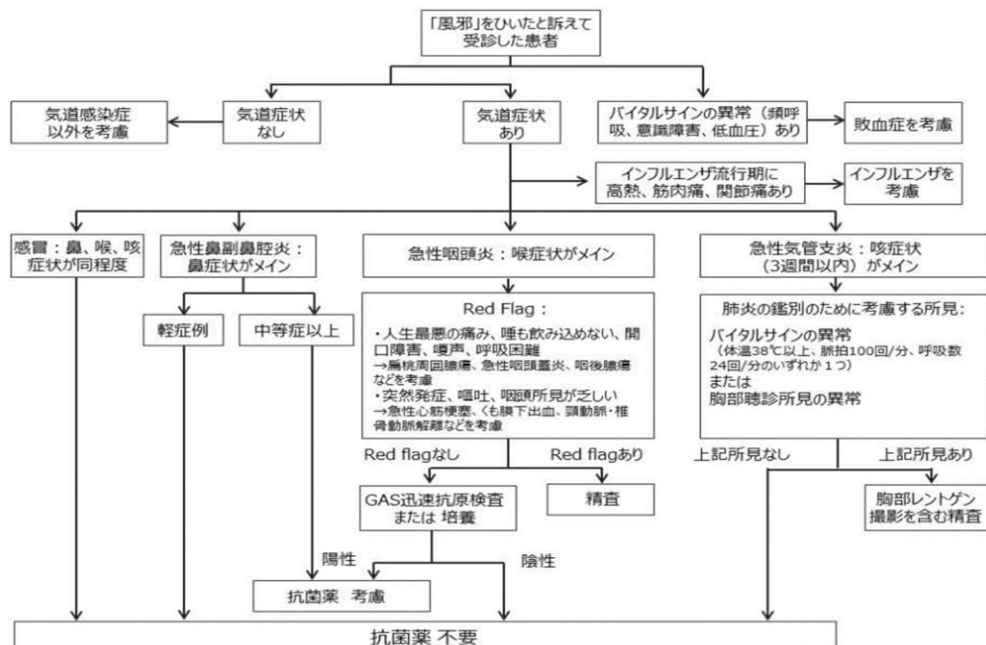 「風邪」をひいたと訴えて
受診した患者
気道感染症
以外を考慮
気道症状
なし
気道症状
あり
バイタルサインの異常（頻呼
吸、意識障害、低血圧）あり
敗血症を考慮
インフルエンザ流行期に
高熱、筋肉痛、関節痛あり
インフルエンザを
考慮
感冒：鼻、喉、咳
症状が同程度
急性鼻副鼻腔炎：
鼻症状がメイン
急性咽頭炎：喉症状がメイン
急性気管支炎：咳症状
（3週間以内）がメイン
軽症例
中等症以上
Red Flag：
・人生最悪の痛み、唾も飲み込めない、開
口障害、嗄声、呼吸困難
→扁桃周囲膿瘍、急性咽頭蓋炎、咽後膿瘍
などを考慮
・突然発症、嘔吐、咽頭所見が乏しい
→急性心筋梗塞、くも膜下出血、頸動脈・椎
骨動脈解離などを考慮
肺炎の鑑別のために考慮する所見：
バイタルサインの異常
（体温38℃以上、脈拍100回/分、呼吸数
24回/分のいずれか１つ）
または
胸部聴診所見の異常
Red flagなし
Red flagあり
上記所見なし
上記所見あり
GAS迅速抗原検査
または 培養
精査
胸部レントゲン
撮影を含む精査
陽性
陰性
抗菌薬 考慮
抗菌薬 不要